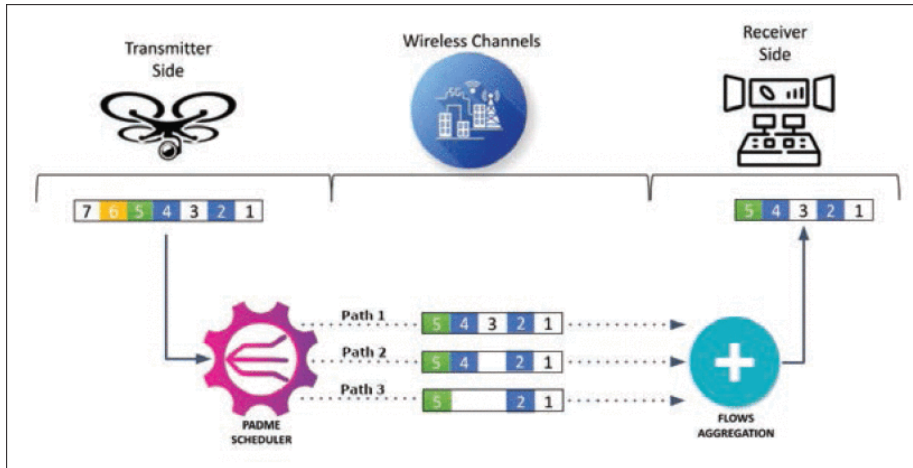 Transmitter
Side
Wireless Channels
Receiver
Side
5G
7 6 5 4 3 2 1
5 4 3 2 1
Path 1
5 4 3 2 1
Path 2
5 4 2 1
Path 3
5 2 1
PADME
SCHEDULER
FLOWS
AGGREGATION